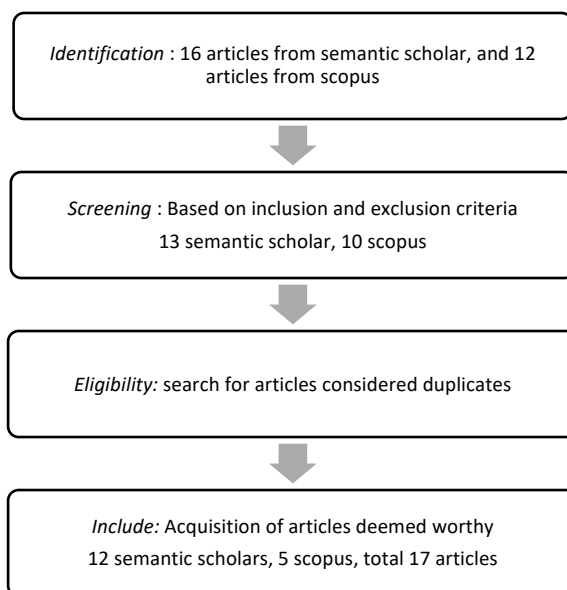 Identification : 16 articles from semantic scholar, and 12
articles from scopus
Screening : Based on inclusion and exclusion criteria
13 semantic scholar, 10 scopus
Eligibility: search for articles considered duplicates
Include: Acquisition of articles deemed worthy
12 semantic scholars, 5 scopus, total 17 articles